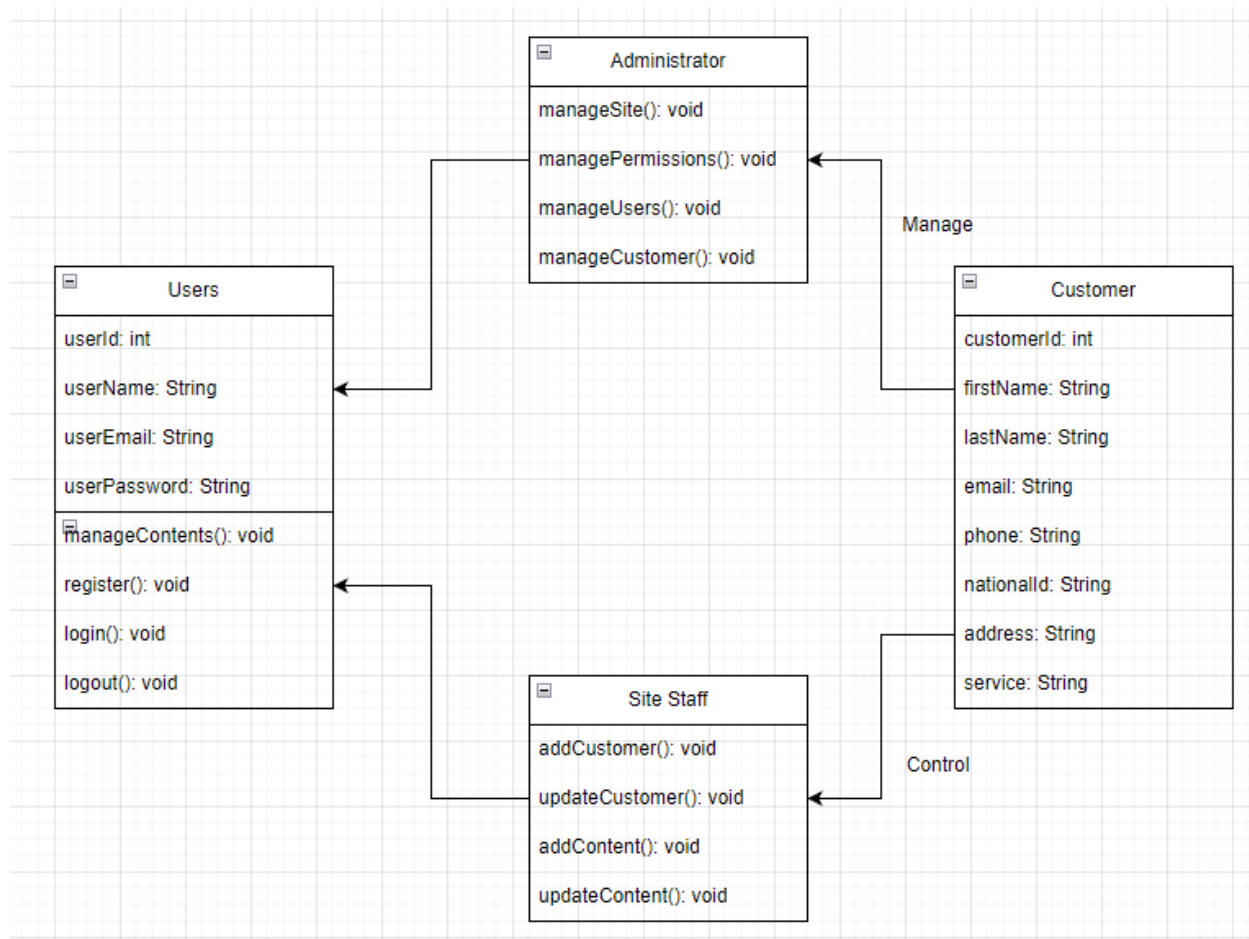 Administrator
manageSite(): void
managePermissions(): void
manageUsers(): void
manageCustomer(): void
Manage
Users
userId: int
userName: String
userEmail: String
userPassword: String
manageContents(): void
register(): void
login(): void
logout(): void
Customer
customerId: int
firstName: String
lastName: String
email: String
phone: String
nationalId: String
address: String
service: String
Site Staff
addCustomer(): void
updateCustomer(): void
addContent(): void
updateContent(): void
Control